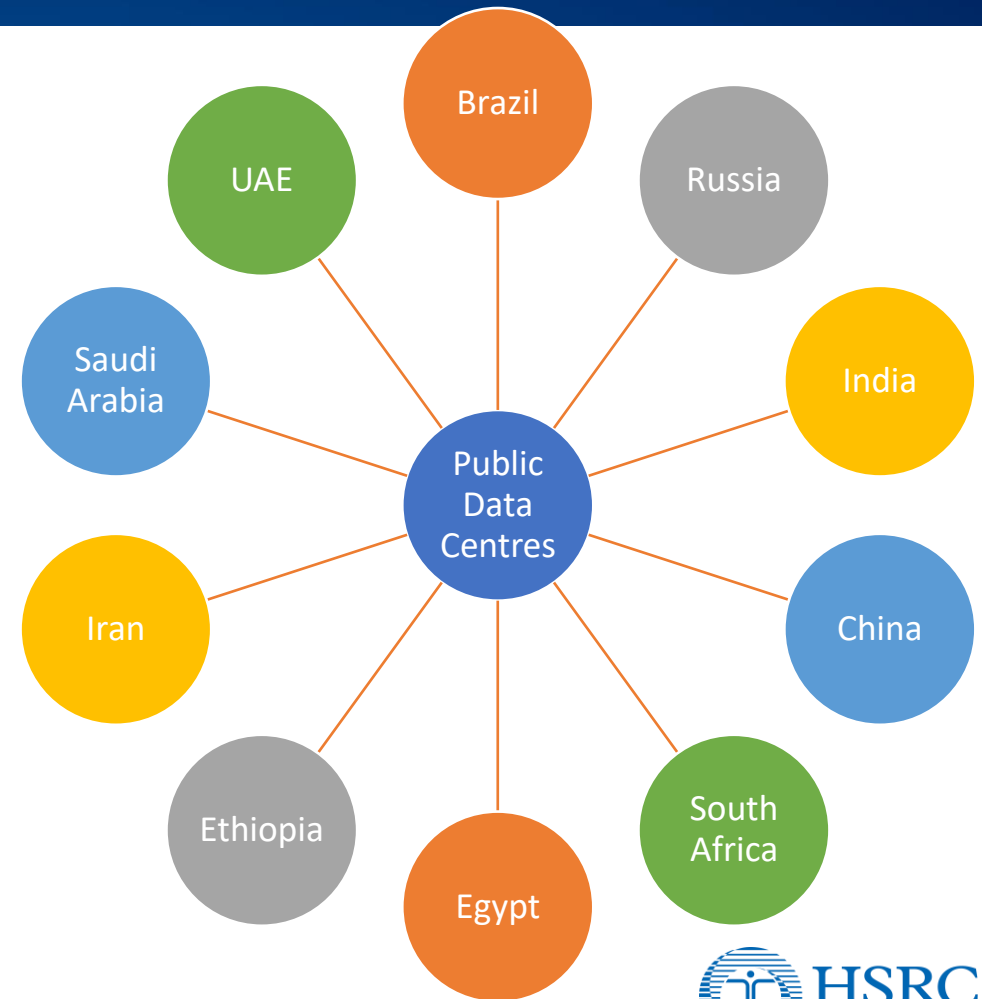 Brazil
Russia
India
China
South
Africa
Egypt
Ethiopia
Iran
Saudi
Arabia
UAE
Public
Data
Centres
HSRC